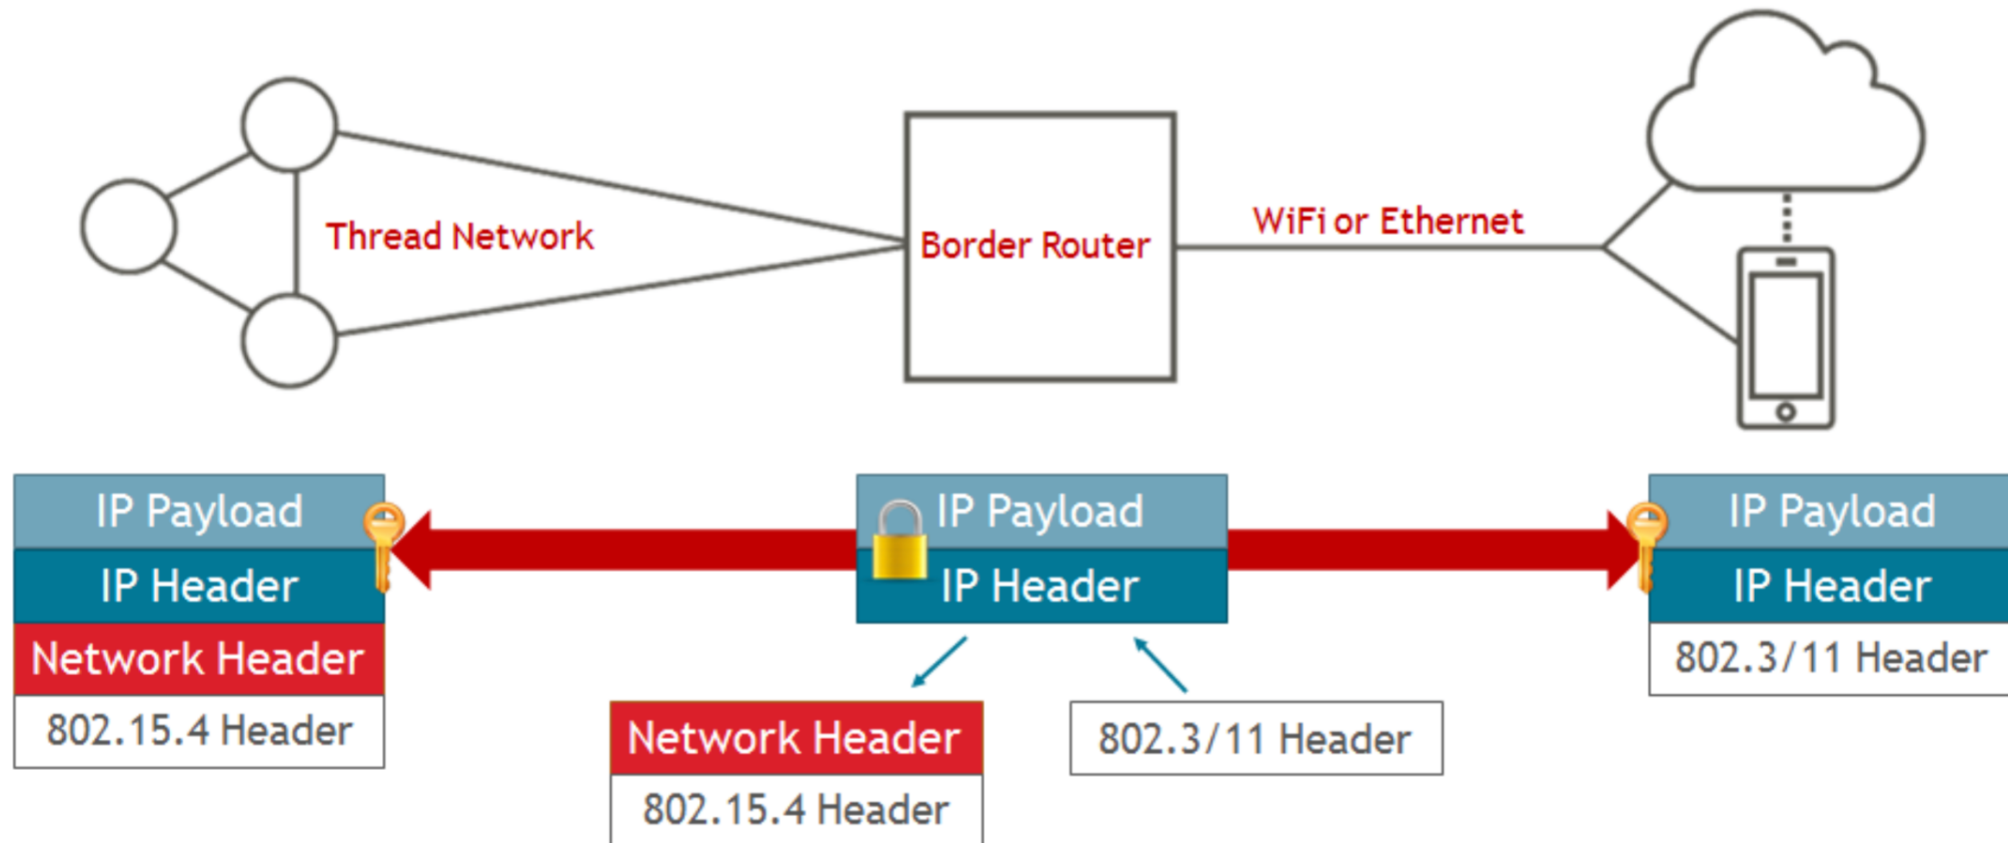 Thread Network
Border Router
WiFi or Ethernet
IP Payload
IP Header
Network Header
802.15.4 Header
IP Payload
IP Header
Network Header
802.15.4 Header
802.3/11 Header
IP Payload
IP Header
802.3/11 Header